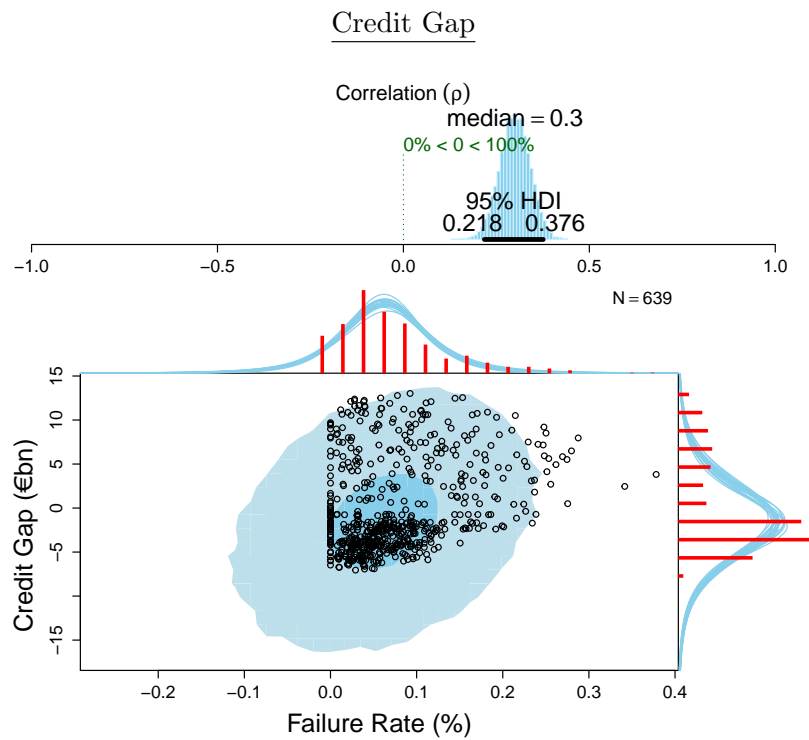 Credit Gap
Correlation (ρ)
median = 0.3
0% < 0 < 100%
95% HDI
0.218 0.376
−1.0 −0.5 0.0 0.5 1.0
N = 639
15
10
5
0
−5
−15
Credit Gap (€bn)
−0.2 −0.1 0.0 0.1 0.2 0.3 0.4
Failure Rate (%)